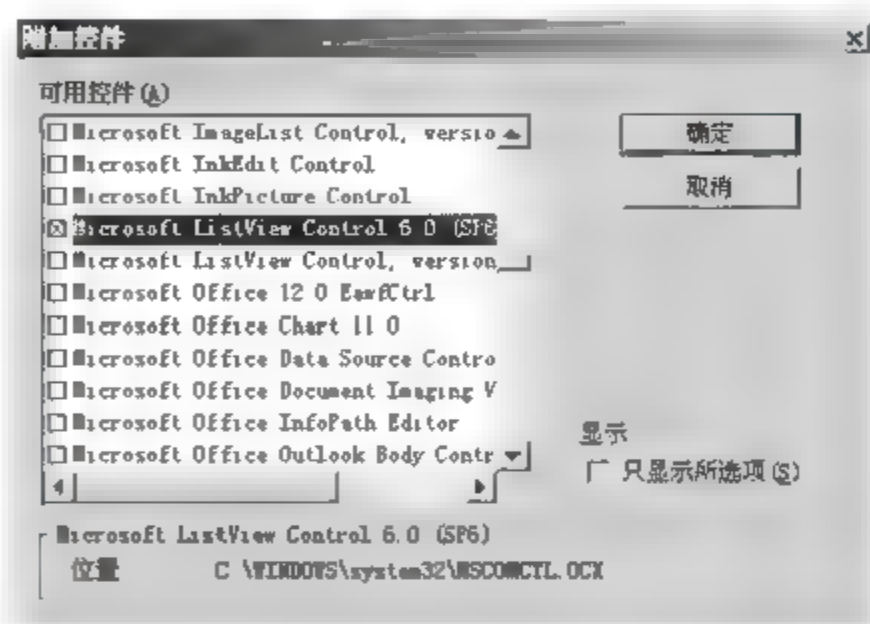 附加控件
可用控件(A)
Microsoft ImageList Control, versio
Microsoft InkEdit Control
Microsoft InkPicture Control
Microsoft ListView Control 6.0 (SP6
Microsoft ListView Control, version
Microsoft Office 12.0 EawfCtrl
Microsoft Office Chart 11.0
Microsoft Office Data Source Contro
Microsoft Office Document Imaging V
Microsoft Office InfoPath Editor
Microsoft Office Outlook Body Contr
确定
取消
显示
只显示所选项(S)
Microsoft ListView Control 6.0 (SP6)
位置 C:\WINDOWS\system32\MSCOMCTL.OCX